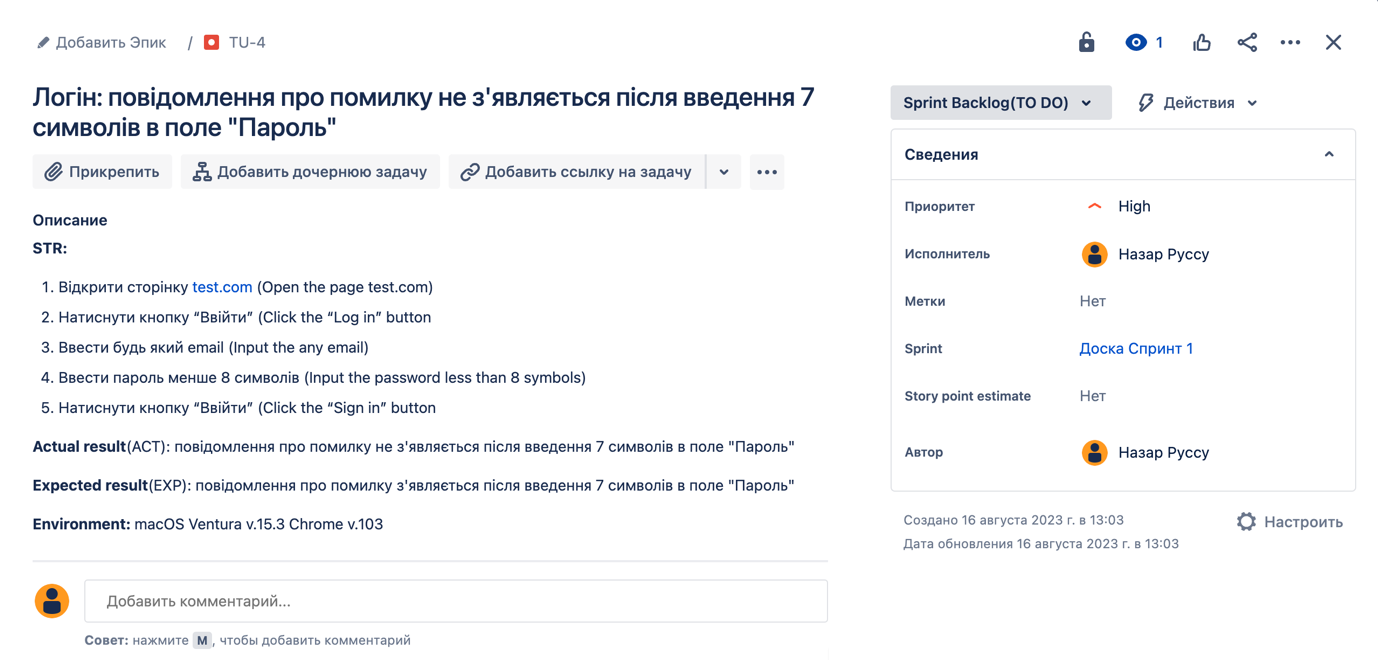 Добавить Эпик / TU-4
1
Логін: повідомлення про помилку не з'являється після введення 7
символів в поле "Пароль"
Прикрепить
Добавить дочернюю задачу
Добавить ссылку на задачу
Описание
STR:
1. Відкрити сторінку test.com (Open the page test.com)
2. Натиснути кнопку “Ввійти” (Click the “Log in” button
3. Ввести будь який email (Input the any email)
4. Ввести пароль менше 8 символів (Input the password less than 8 symbols)
5. Натиснути кнопку “Ввійти” (Click the “Sign in” button
Actual result(ACT): повідомлення про помилку не з'являється після введення 7 символів в поле "Пароль"
Expected result(EXP): повідомлення про помилку з'являється після введення 7 символів в поле "Пароль"
Environment: macOS Ventura v.15.3 Chrome v.103
Добавить комментарий...
Совет: нажмите M, чтобы добавить комментарий
Sprint Backlog(TO DO)
Действия
Сведения
Приоритет High
Исполнитель Назар Руссу
Метки Нет
Sprint Доска Спринт 1
Story point estimate Нет
Автор Назар Руссу
Создано 16 августа 2023 г. в 13:03
Дата обновления 16 августа 2023 г. в 13:03
Настроить